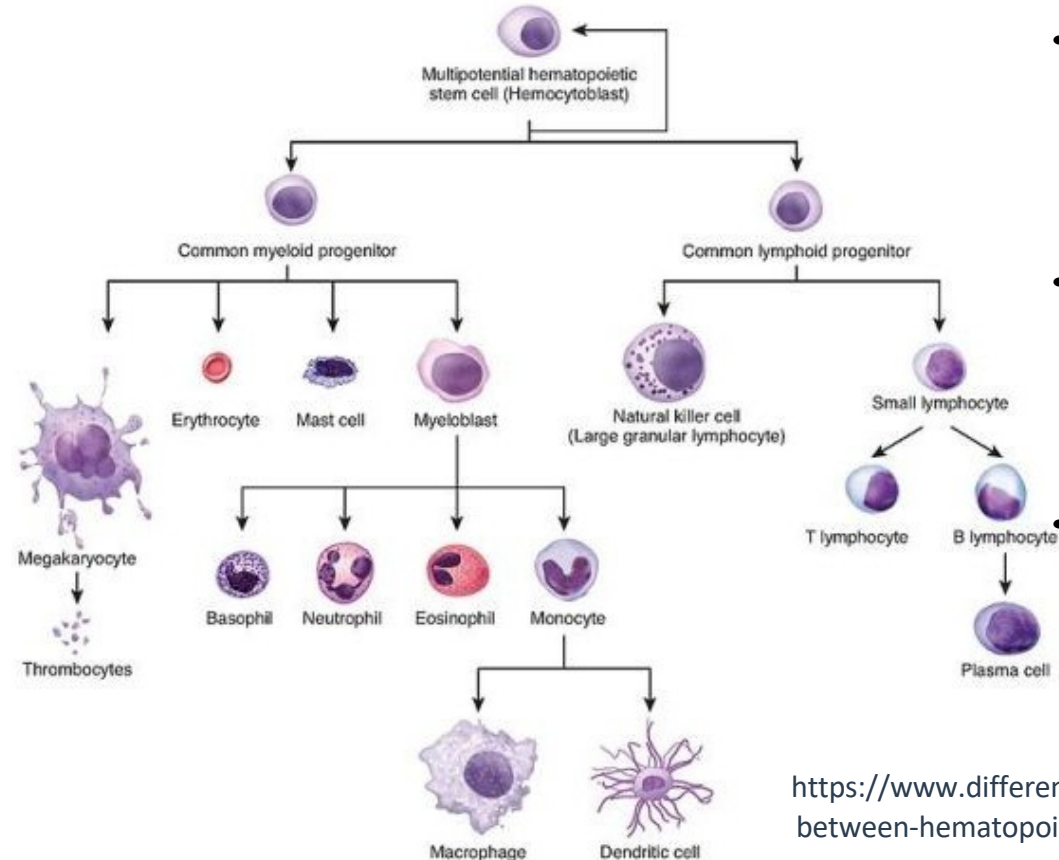 Multipotential hematopoietic
stem cell (Hemocytoblast)
Common myeloid progenitor
Common lymphoid progenitor
Erythrocyte
Mast cell
Myeloblast
Natural killer cell
(Large granular lymphocyte)
Small lymphocyte
T lymphocyte
B lymphocyte
Megakaryocyte
Basophil
Neutrophil
Eosinophil
Monocyte
Thrombocytes
Plasma cell
Macrophage
Dendritic cell
https://www.differen
between-hematopoi